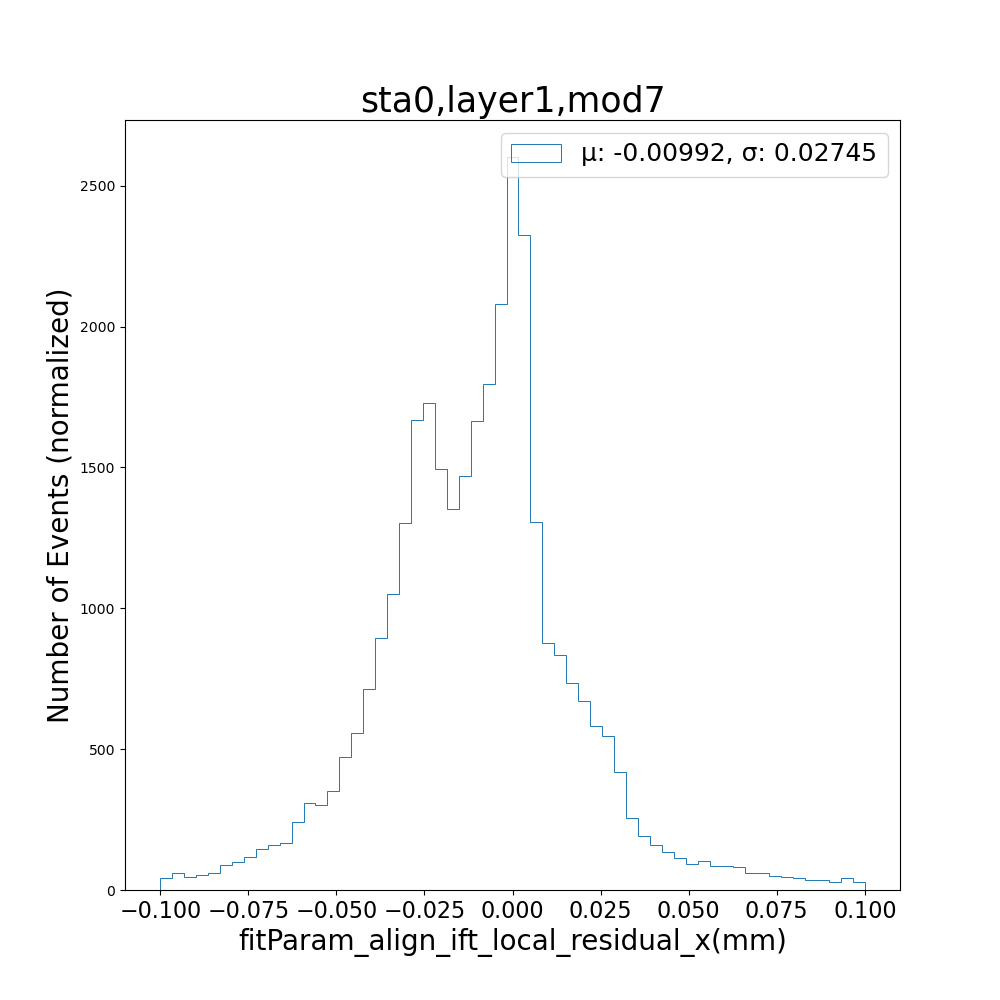 sta0,layer1,mod7
μ: -0.00992, σ: 0.02745
Number of Events (normalized)
2500
2000
1500
1000
500
0
−0.100 −0.075 −0.050 −0.025 0.000 0.025 0.050 0.075 0.100
fitParam_align_ift_local_residual_x(mm)